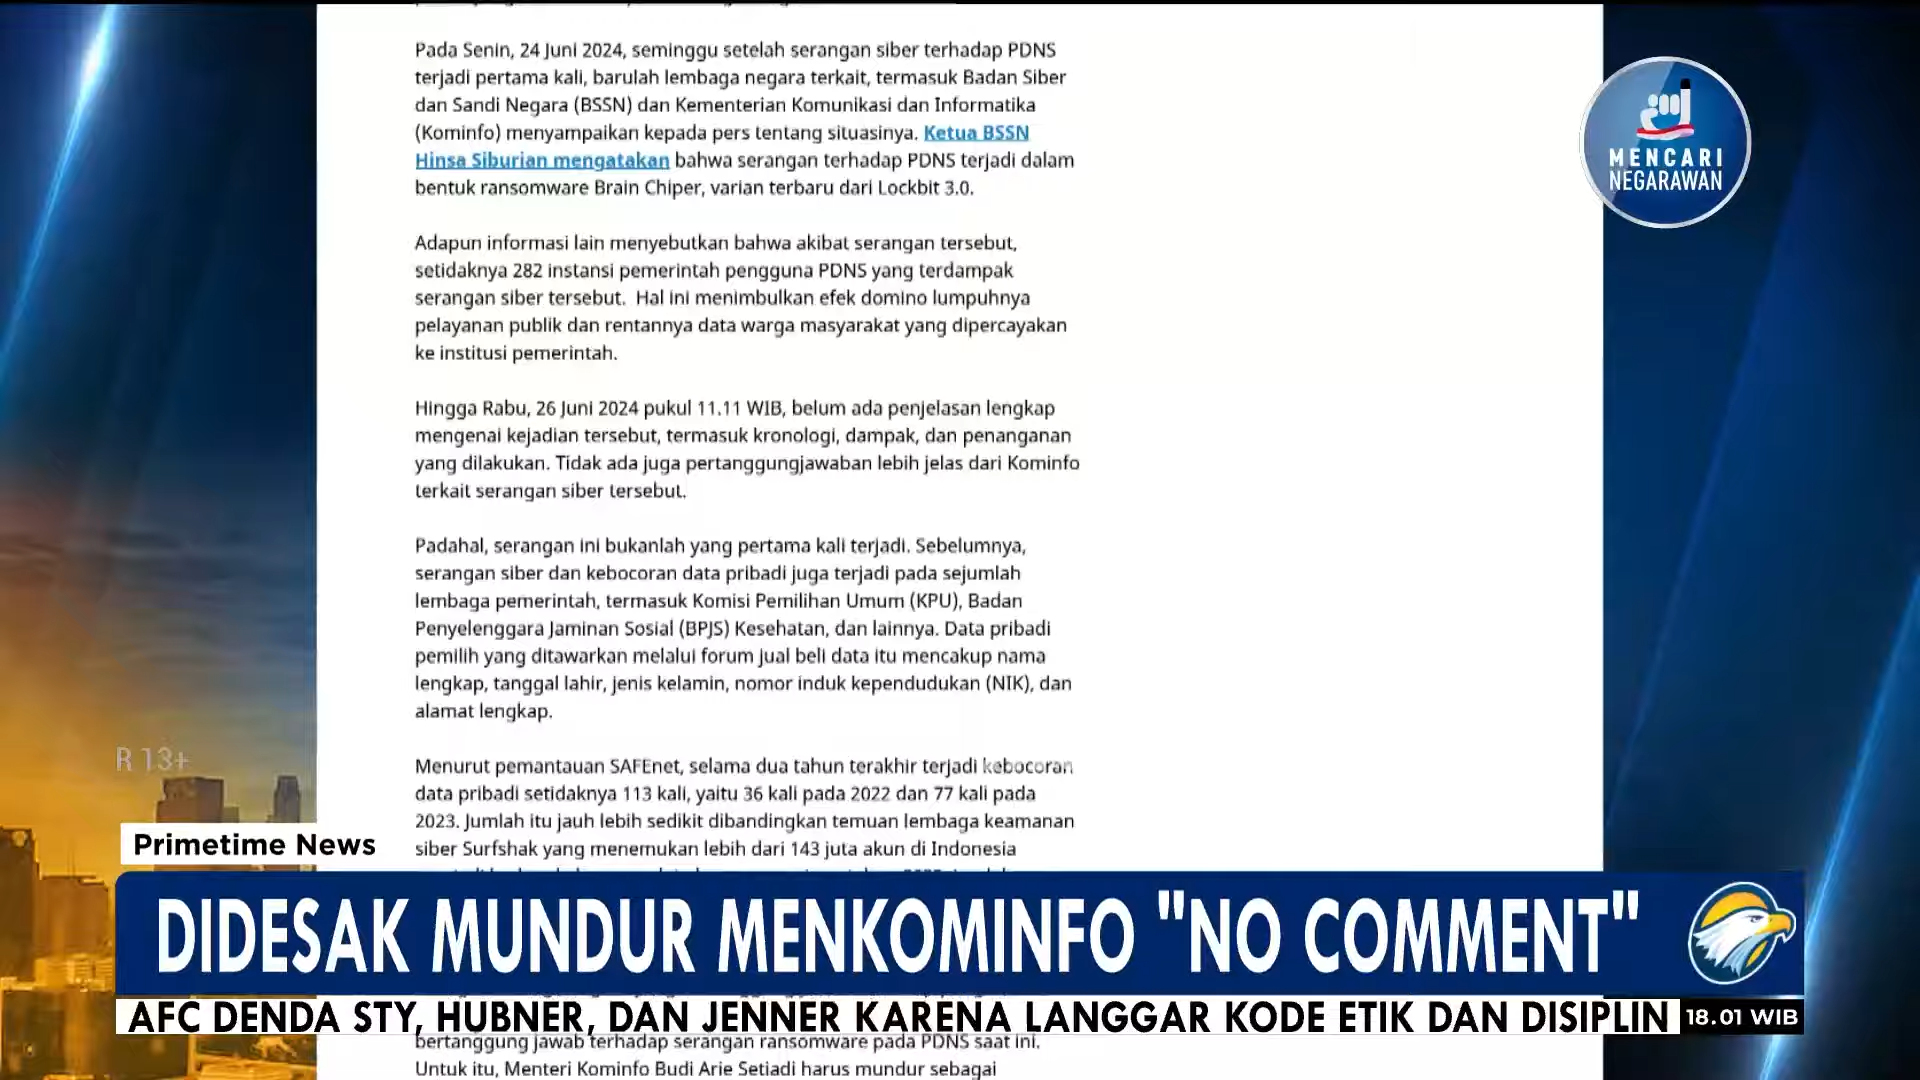 Pada Senin, 24 Juni 2024, seminggu setelah serangan siber terhadap PDNS
terjadi pertama kali, barulah lembaga negara terkait, termasuk Badan Siber
dan Sandi Negara (BSSN) dan Kementerian Komunikasi dan Informatika
(Kominfo) menyampaikan kepada pers tentang situasinya. Ketua BSSN
Hinsa Siburian mengatakan bahwa serangan terhadap PDNS terjadi dalam
bentuk ransomware Brain Chiper, varian terbaru dari Lockbit 3.0.
Adapun informasi lain menyebutkan bahwa akibat serangan tersebut,
setidaknya 282 instansi pemerintah pengguna PDNS yang terdampak
serangan siber tersebut. Hal ini menimbulkan efek domino lumpuhnya
pelayanan publik dan rentannya data warga masyarakat yang dipercayakan
ke institusi pemerintah.
Hingga Rabu, 26 Juni 2024 pukul 11.11 WIB, belum ada penjelasan lengkap
mengenai kejadian tersebut, termasuk kronologi, dampak, dan penanganan
yang dilakukan. Tidak ada juga pertanggungjawaban lebih jelas dari Kominfo
terkait serangan siber tersebut.
Padahal, serangan ini bukanlah yang pertama kali terjadi. Sebelumnya,
serangan siber dan kebocoran data pribadi juga terjadi pada sejumlah
lembaga pemerintah, termasuk Komisi Pemilihan Umum (KPU), Badan
Penyelenggara Jaminan Sosial (BPJS) Kesehatan, dan lainnya. Data pribadi
pemilih yang ditawarkan melalui forum jual beli data itu mencakup nama
lengkap, tanggal lahir, jenis kelamin, nomor induk kependudukan (NIK), dan
alamat lengkap.
Menurut pemantauan SAFEnet, selama dua tahun terakhir terjadi kebocoran
data pribadi setidaknya 113 kali, yaitu 36 kali pada 2022 dan 77 kali pada
2023. Jumlah itu jauh lebih sedikit dibandingkan temuan lembaga keamanan
siber Surfshak yang menemukan lebih dari 143 juta akun di Indonesia
MENCARI
NEGARAWAN
R 13+
Primetime News
DIDESAK MUNDUR MENKOMINFO "NO COMMENT"
AFC DENDA STY, HUBNER, DAN JENNER KARENA LANGGAR KODE ETIK DAN DISIPLIN
18.01 WIB
bertanggung jawab terhadap serangan ransomware pada PDNS saat ini.
Untuk itu, Menteri Kominfo Budi Arie Setiadi harus mundur sebagai